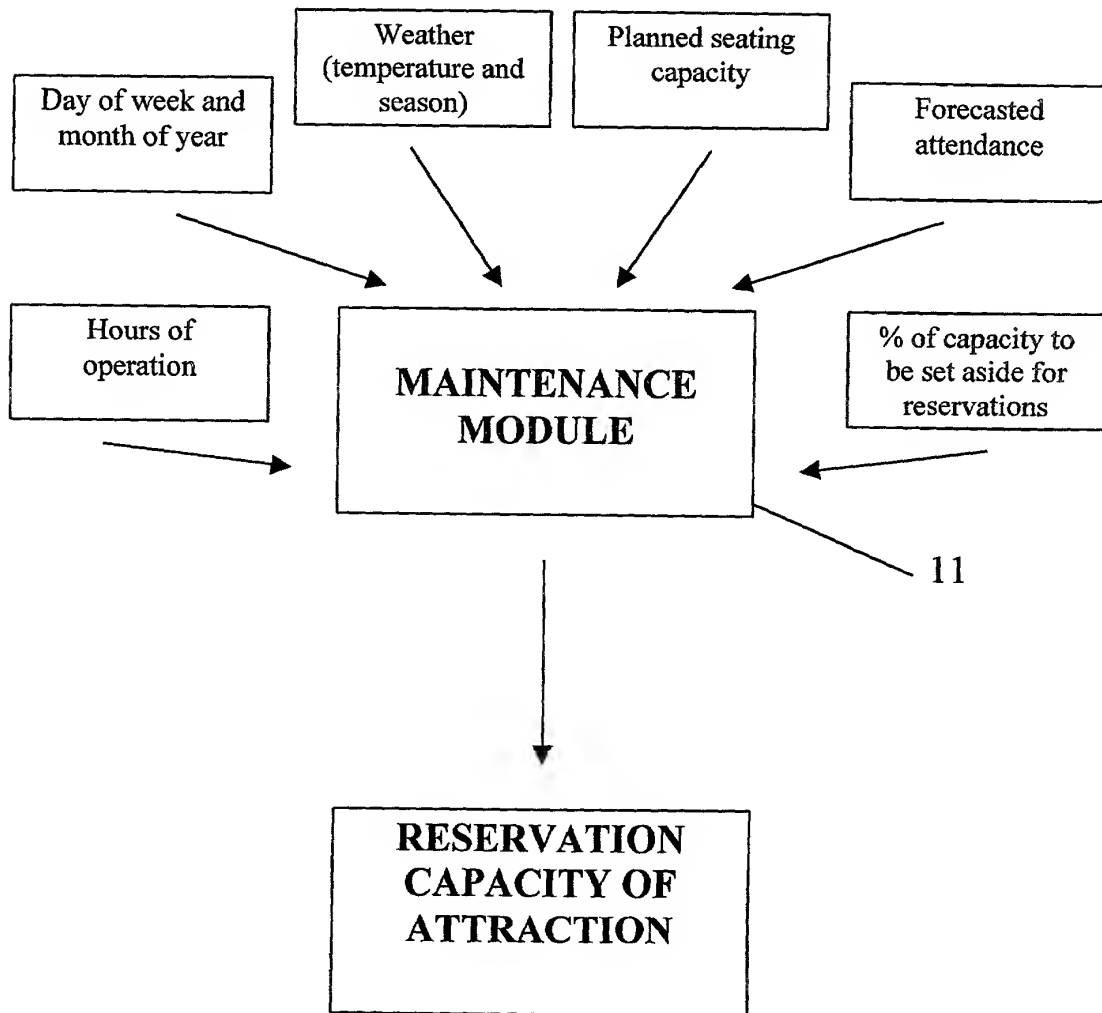 Weather
(temperature and
season)
Planned seating
capacity
Day of week and
month of year
Forecasted
attendance
Hours of
operation
MAINTENANCE
MODULE
% of capacity to
be set aside for
reservations
11
RESERVATION
CAPACITY OF
ATTRACTION